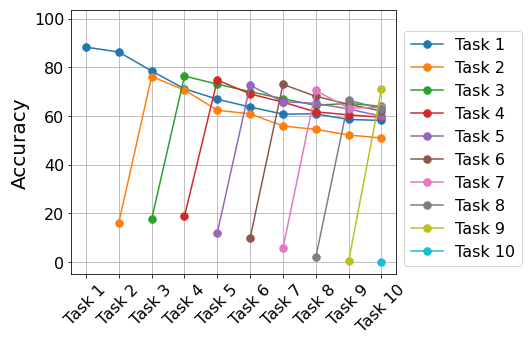 100
80
60
40
20
0
Accuracy
Task 1
Task 2
Task 3
Task 4
Task 5
Task 6
Task 7
Task 8
Task 9
Task 10
Task 1
Task 2
Task 3
Task 4
Task 5
Task 6
Task 7
Task 8
Task 9
Task 10